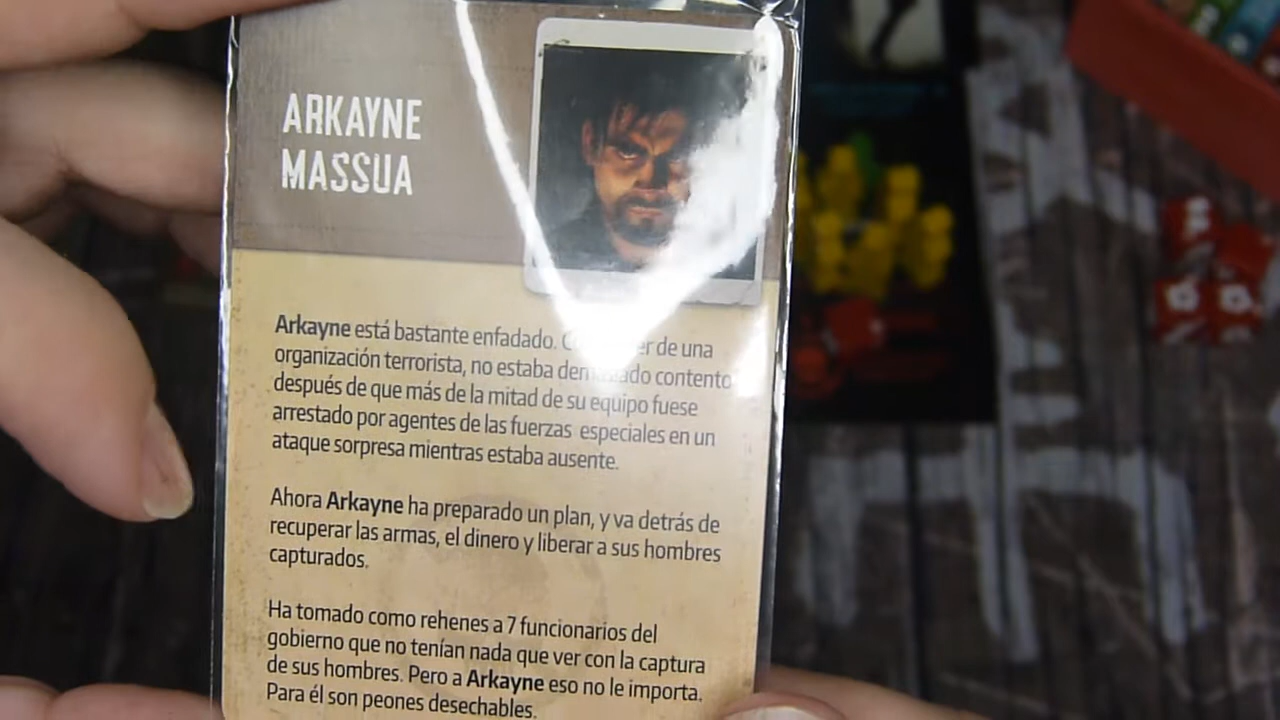 ARKAYNE
MASSUA
Arkayne está bastante enfadado. de una
organización terrorista, no estaba contento
después de que más de la mitad de su equipo fuese
arrestado por agentes de las fuerzas especiales en un
ataque sorpresa mientras estaba ausente.
Ahora Arkayne ha preparado un plan, y va detrás de
recuperar las armas, el dinero y liberar a sus hombres
capturados.
Ha tomado como rehenes a 7 funcionarios del
gobierno que no tenían nada que ver con la captura
de sus hombres. Pero a Arkayne eso no le importa.
Para él son peones desechables.